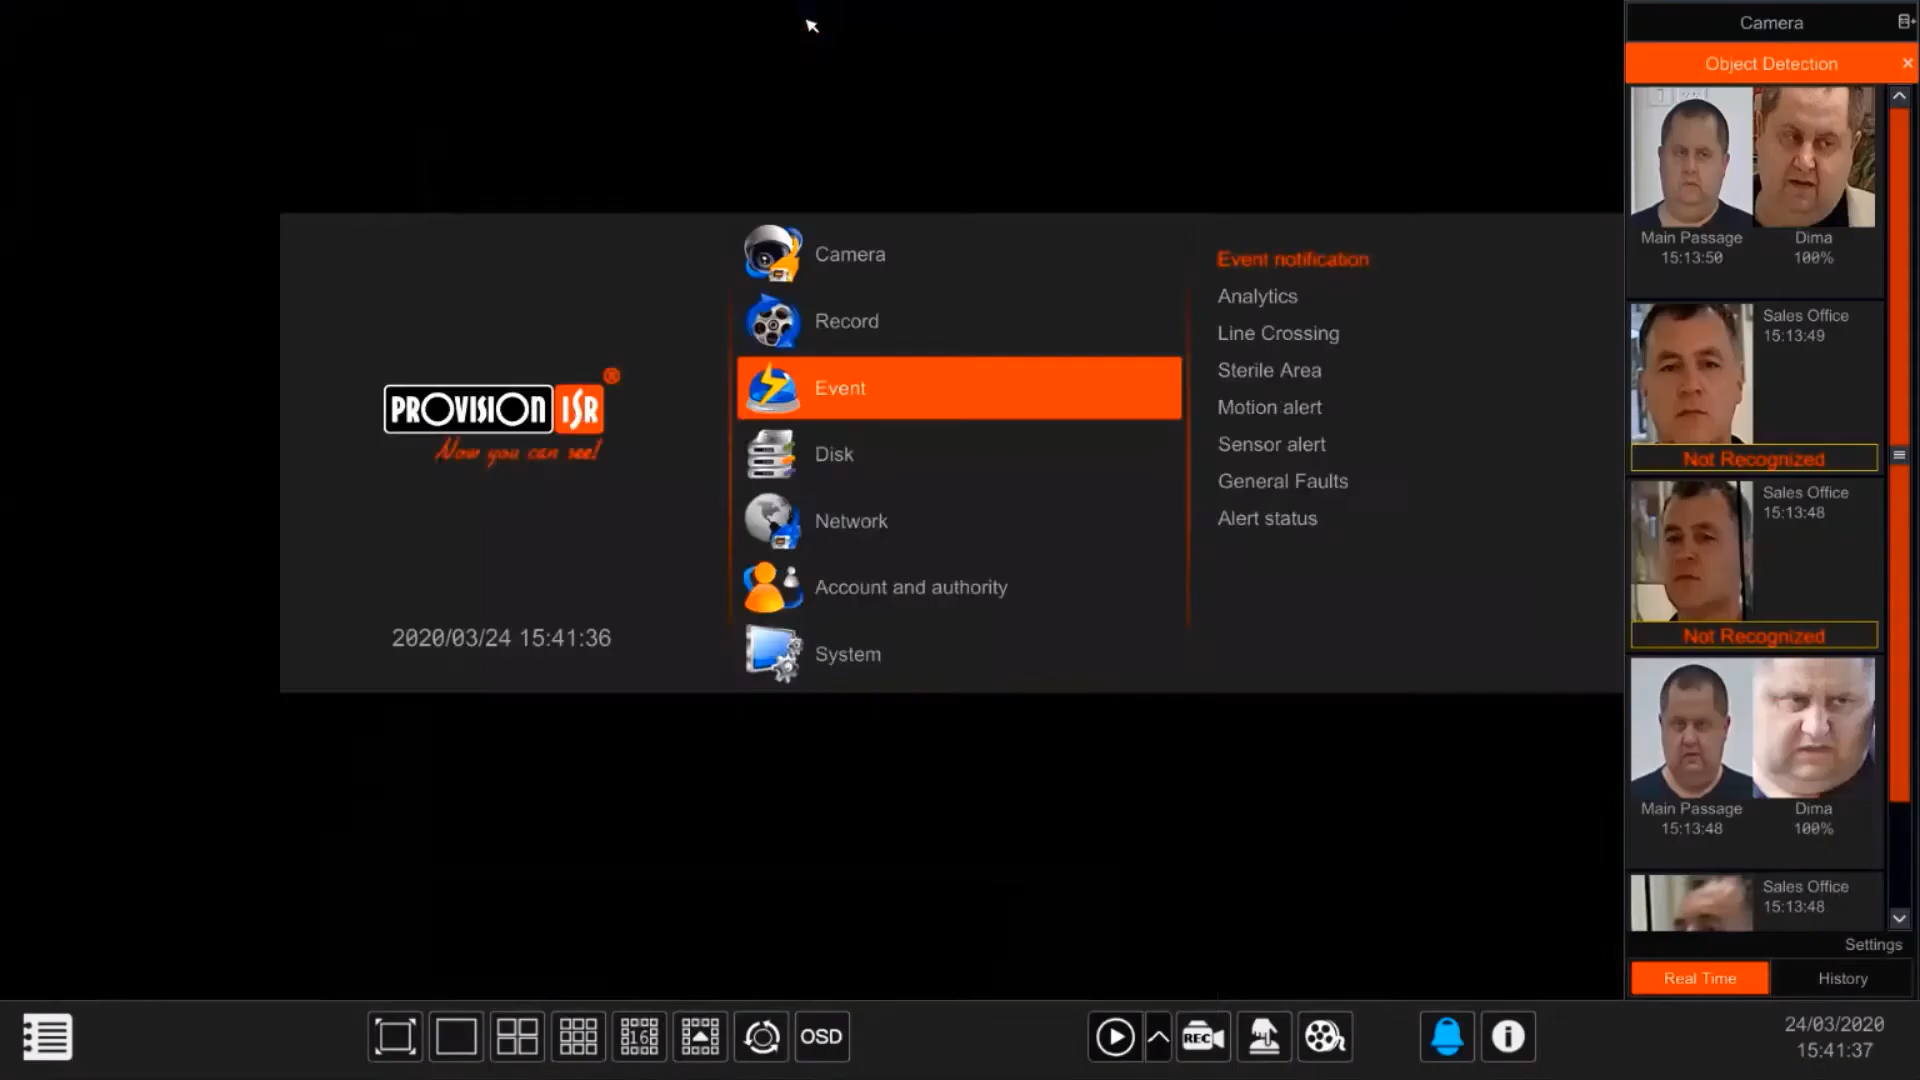 Camera
Object Detection
Main Passage
15:13:50
Dima
100%
Sales Office
15:13:49
Not Recognized
Sales Office
15:13:48
Not Recognized
Main Passage
15:13:48
Dima
100%
Sales Office
15:13:48
Settings
Real Time
History
PROVISION ISR ®
Now you can see!
2020/03/24 15:41:36
Camera
Record
Event
Disk
Network
Account and authority
System
Event notification
Analytics
Line Crossing
Sterile Area
Motion alert
Sensor alert
General Faults
Alert status
16
OSD
REC
24/03/2020
15:41:37